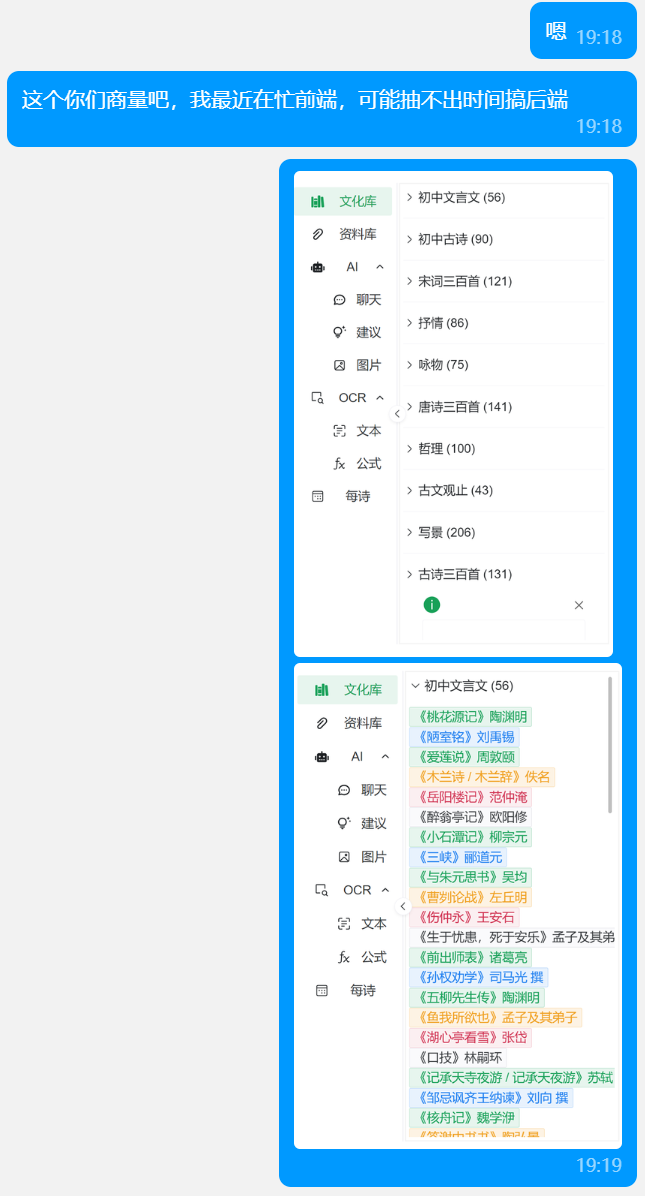 嗯 19:18
这个你们商量吧，我最近在忙前端，可能抽不出时间搞后端
19:18
文化库
资料库
AI
聊天
建议
图片
OCR
文本
公式
每诗
初中文言文 (56)
初中古诗 (90)
宋词三百首 (121)
抒情 (86)
咏物 (75)
唐诗三百首 (141)
哲理 (100)
古文观止 (43)
写景 (206)
古诗三百首 (131)
文化库
资料库
AI
聊天
建议
图片
OCR
文本
公式
每诗
初中文言文 (56)
《桃花源记》陶渊明
《陋室铭》刘禹锡
《爱莲说》周敦颐
《木兰诗 / 木兰辞》佚名
《岳阳楼记》范仲淹
《醉翁亭记》欧阳修
《小石潭记》柳宗元
《三峡》郦道元
《与朱元思书》吴均
《曹刿论战》左丘明
《伤仲永》王安石
《生于忧患，死于安乐》孟子及其弟
《前出师表》诸葛亮
《孙权劝学》司马光 撰
《五柳先生传》陶渊明
《鱼我所欲也》孟子及其弟子
《湖心亭看雪》张岱
《口技》林嗣环
《记承天寺夜游 / 记承天夜游》苏轼
《邹忌讽齐王纳谏》刘向 撰
《核舟记》魏学洢
19:19